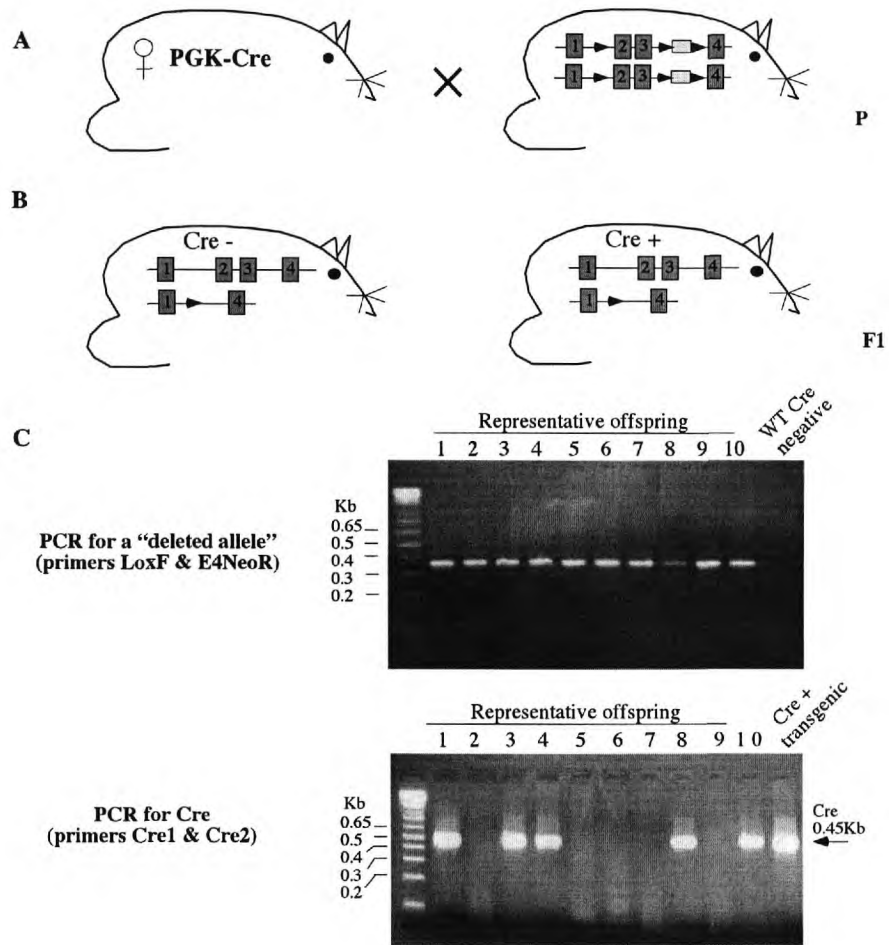 A
♀ PGK-Cre
1 2 3 4
1 2 3 4
×
P
B
Cre -
1 2 3 4
1 4
Cre +
1 2 3 4
1 4
F1
C
Representative offspring
1 2 3 4 5 6 7 8 9 10
WT Cre
negative
Kb
0.65
0.5
0.4
0.3
0.2
PCR for a “deleted allele”
(primers LoxF & E4NeoR)
Representative offspring
1 2 3 4 5 6 7 8 9 1 0
Cre +
transgenic
Kb
0.65
0.5
0.4
0.3
0.2
PCR for Cre
(primers Cre1 & Cre2)
Cre
0.45Kb